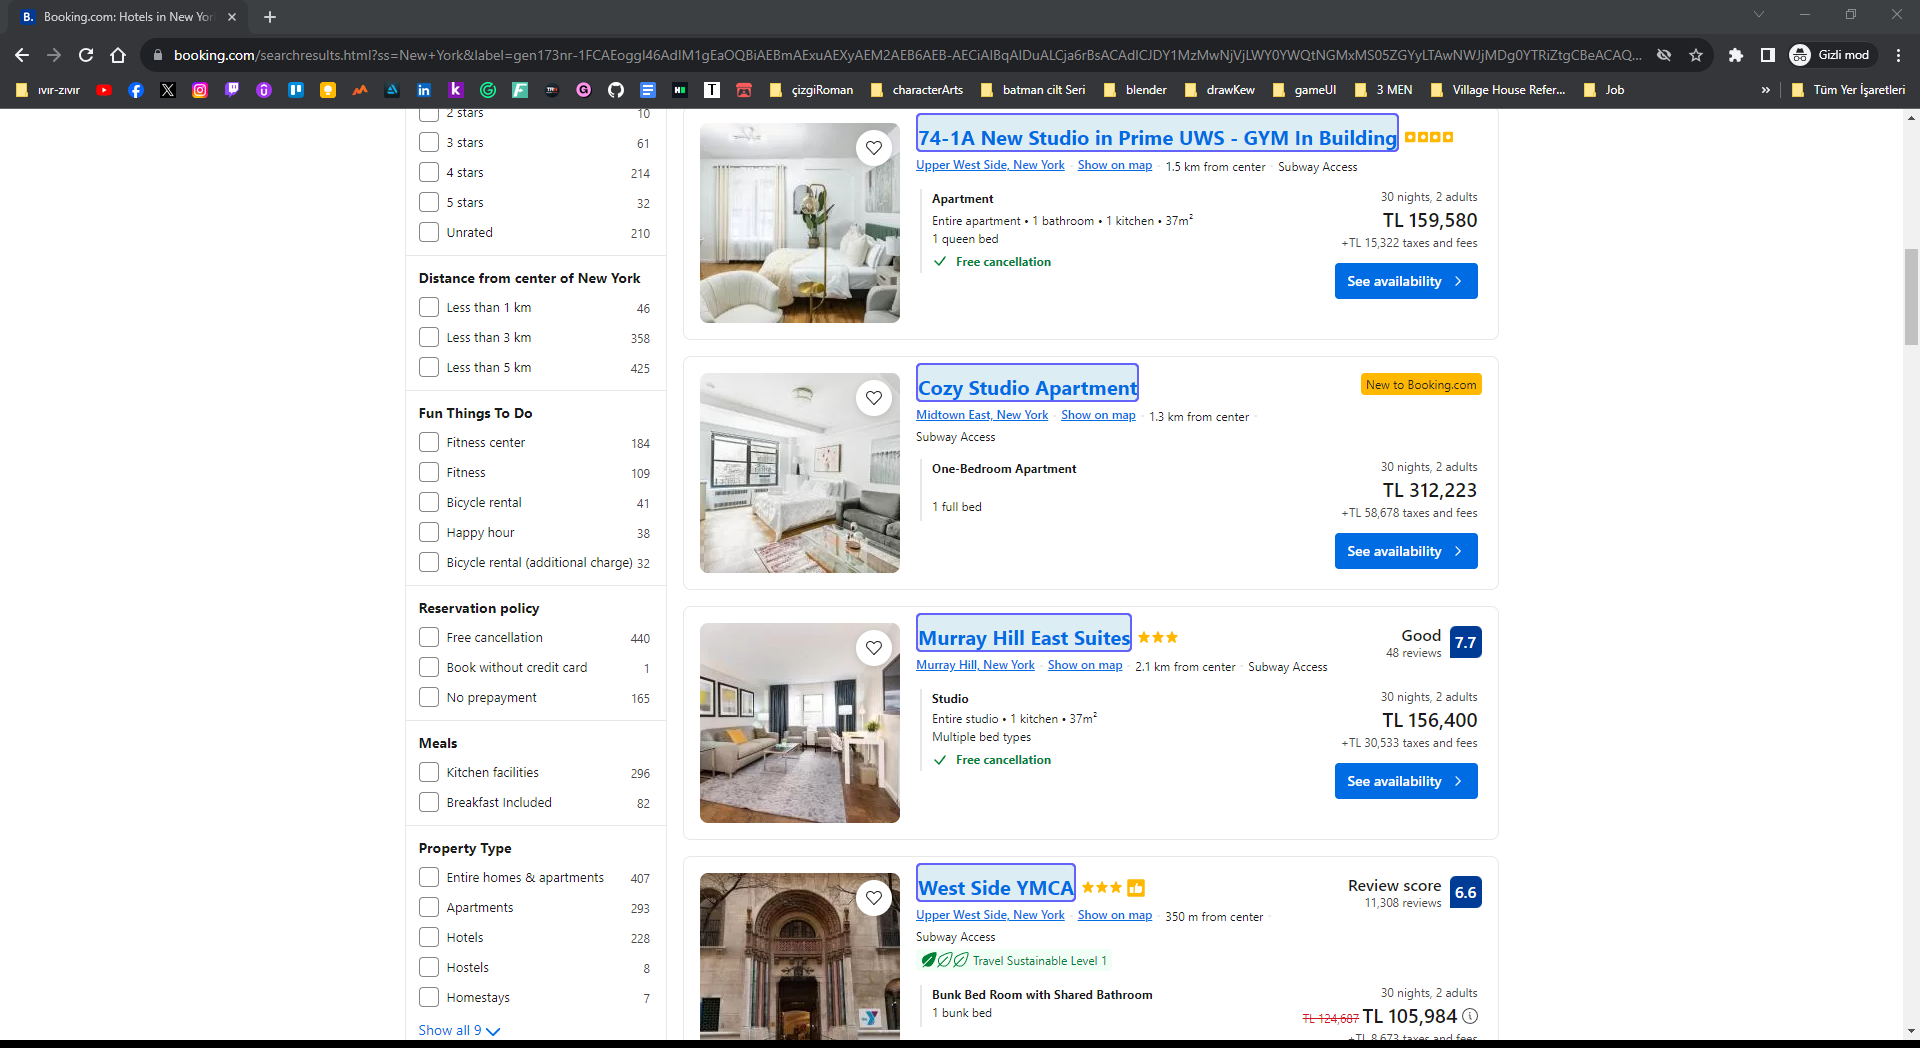 Booking.com: Hotels in New Yor
booking.com/searchresults.html?ss=New+York&label=gen173nr-1FCAEoggI46AdIM1gEaOQBiAEBmAExuAEXyAEM2AEB6AEB-AECiAIBqAIDuALCja6rBsACAdICJDY1MzMwNjVjLWY0YWQtNGMxMS05ZGYyLTAwNWJjMDg0YTRiZtgCBeACAQ...
Gizli mod
ıvır-zıvır
çizgiRoman
characterArts
batman cilt Seri
blender
drawKew
gameUI
3 MEN
Village House Refer...
Job
Tüm Yer İşaretleri
2 stars 10
3 stars 61
4 stars 214
5 stars 32
Unrated 210
Distance from center of New York
Less than 1 km 46
Less than 3 km 358
Less than 5 km 425
Fun Things To Do
Fitness center 184
Fitness 109
Bicycle rental 41
Happy hour 38
Bicycle rental (additional charge) 32
Reservation policy
Free cancellation 440
Book without credit card 1
No prepayment 165
Meals
Kitchen facilities 296
Breakfast Included 82
Property Type
Entire homes & apartments 407
Apartments 293
Hotels 228
Hostels 8
Homestays 7
Show all 9
74-1A New Studio in Prime UWS - GYM In Building
Upper West Side, New York Show on map 1.5 km from center Subway Access
Apartment
Entire apartment • 1 bathroom • 1 kitchen • 37m²
1 queen bed
Free cancellation
30 nights, 2 adults
TL 159,580
+TL 15,322 taxes and fees
See availability
Cozy Studio Apartment
New to Booking.com
Midtown East, New York Show on map 1.3 km from center
Subway Access
One-Bedroom Apartment
1 full bed
30 nights, 2 adults
TL 312,223
+TL 58,678 taxes and fees
See availability
Murray Hill East Suites
Good 7.7
48 reviews
Murray Hill, New York Show on map 2.1 km from center Subway Access
Studio
Entire studio • 1 kitchen • 37m²
Multiple bed types
Free cancellation
30 nights, 2 adults
TL 156,400
+TL 30,533 taxes and fees
See availability
West Side YMCA
Review score 6.6
11,308 reviews
Upper West Side, New York Show on map 350 m from center
Subway Access
Travel Sustainable Level 1
Bunk Bed Room with Shared Bathroom
1 bunk bed
30 nights, 2 adults
TL 124,687 TL 105,984
+TL 8,673 taxes and fees